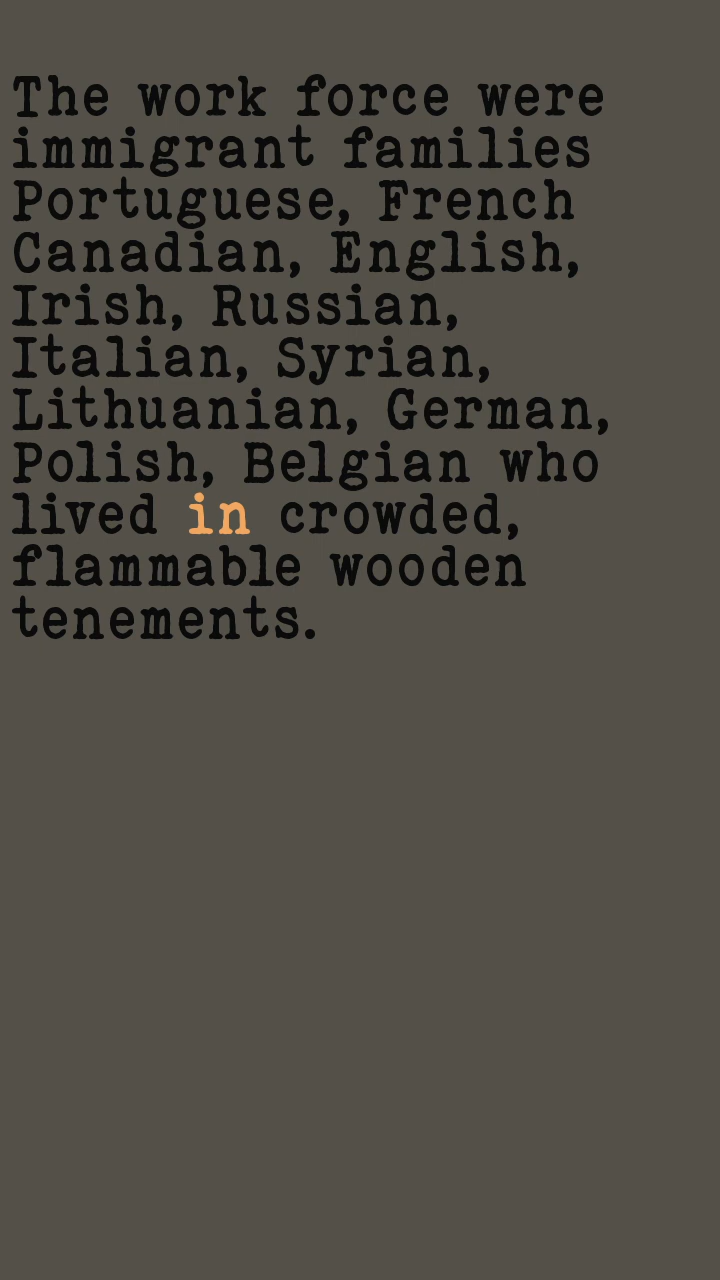 The work force were
immigrant families
Portuguese, French
Canadian, English,
Irish, Russian,
Italian, Syrian,
Lithuanian, German,
Polish, Belgian who
lived in crowded,
flammable wooden
tenements.